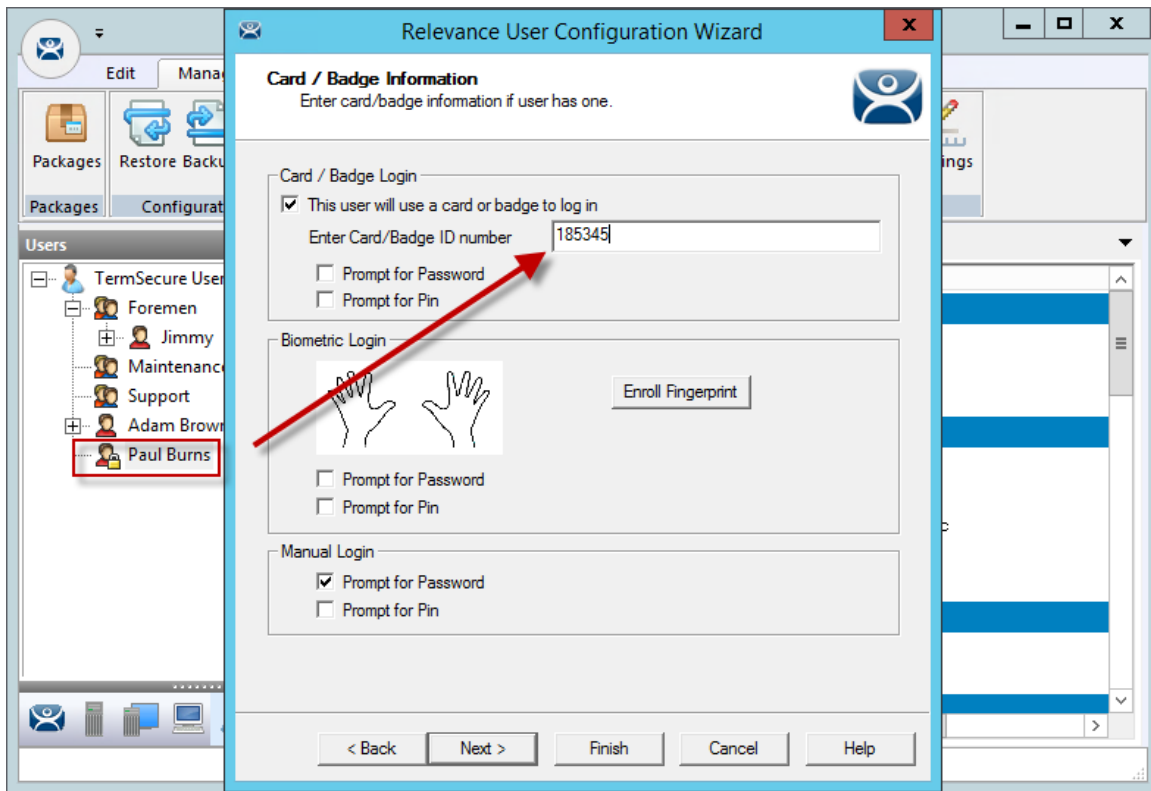 Relevance User Configuration Wizard
X
X
Edit
Manag
Card / Badge Information
Enter card/badge information if user has one.
Packages
Restore
Backu
ings
Packages
Configurat
Card / Badge Login
This user will use a card or badge to log in
Enter Card/Badge ID number
185345
Prompt for Password
Prompt for Pin
Users
TermSecure User
Foremen
Jimmy
Maintenance
Support
Adam Brown
Paul Burns
Biometric Login
Enroll Fingerprint
Prompt for Password
Prompt for Pin
Manual Login
Prompt for Password
Prompt for Pin
< Back
Next >
Finish
Cancel
Help